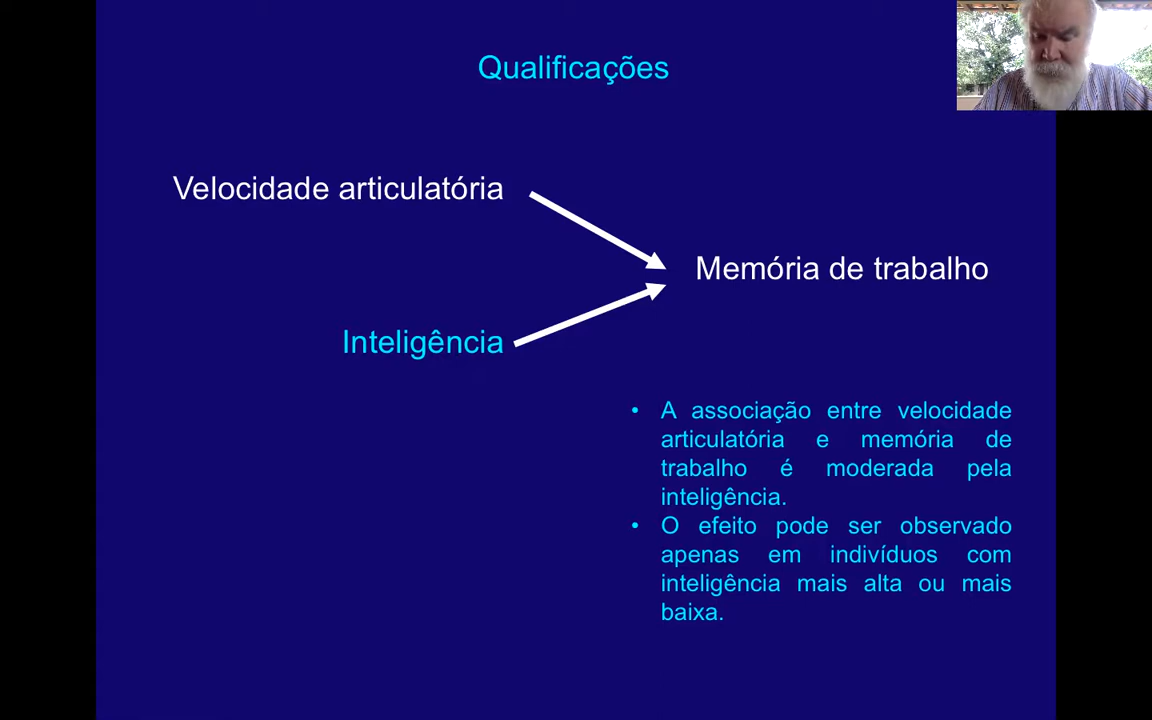 Qualificações
Velocidade articulatória
Memória de trabalho
Inteligência
• A associação entre velocidade
articulatória e memória de
trabalho é moderada pela
inteligência.
• O efeito pode ser observado
apenas em indivíduos com
inteligência mais alta ou mais
baixa.